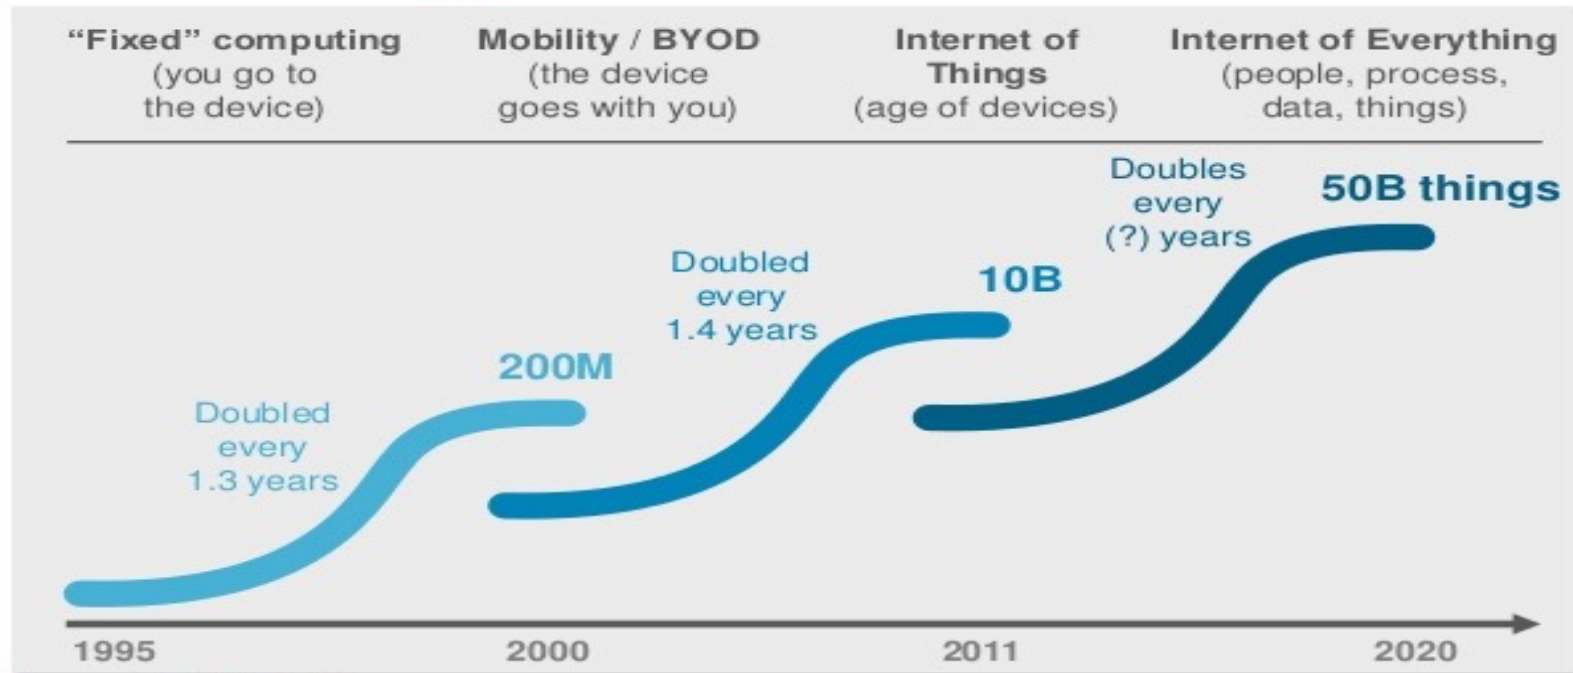 “Fixed” computing
(you go to
the device)
Mobility / BYOD
(the device
goes with you)
Internet of
Things
(age of devices)
Internet of Everything
(people, process,
data, things)
Doubled
every
1.3 years
200M
Doubled
every
1.4 years
10B
Doubles
every
(?) years
50B things
1995
2000
2011
2020